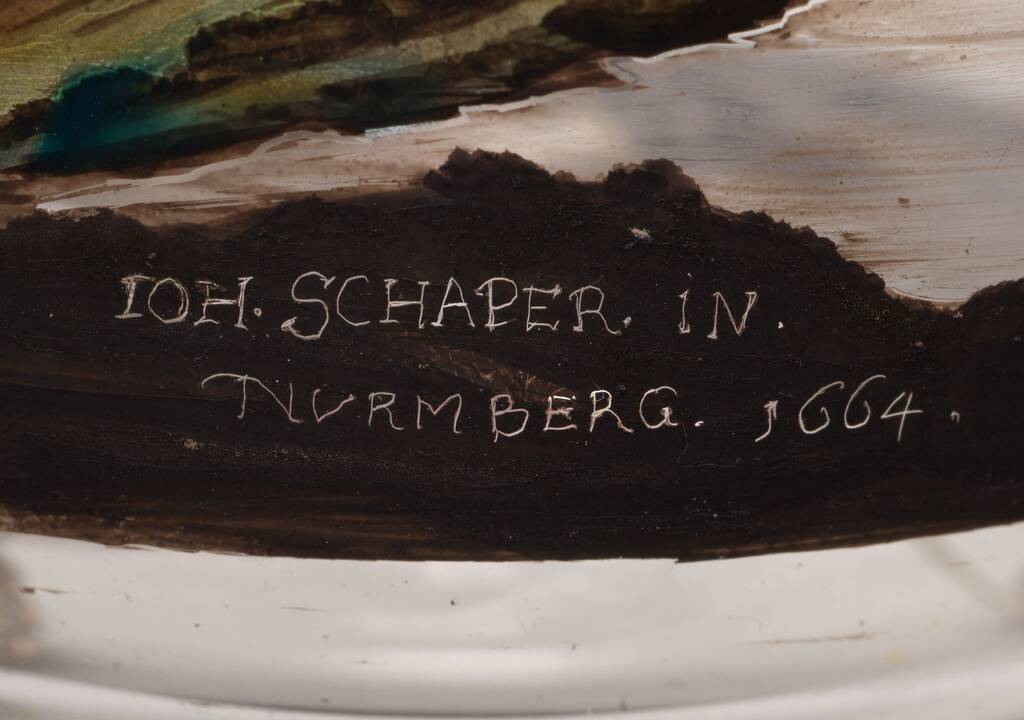 IOH. SCHAPER. IN.
NVRMBERG. 1664.